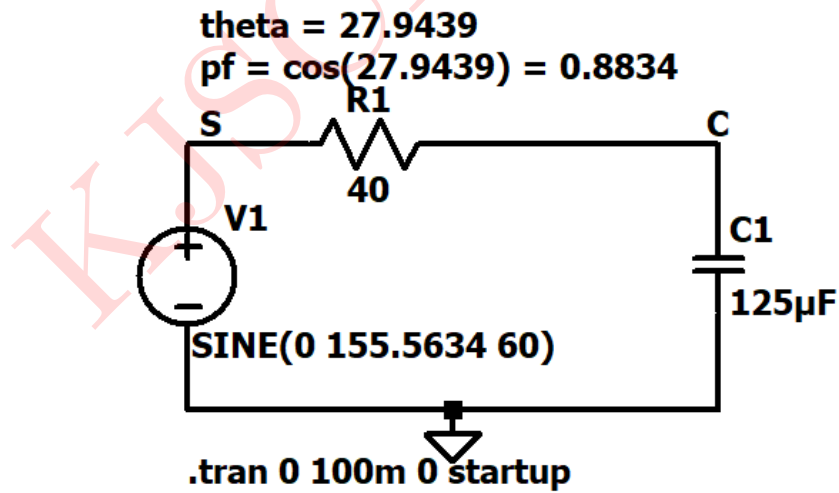 theta = 27.9439
pf = cos(27.9439) = 0.8834
R1
S
C
40
V1
C1
125µF
SINE(0 155.5634 60)
.tran 0 100m 0 startup